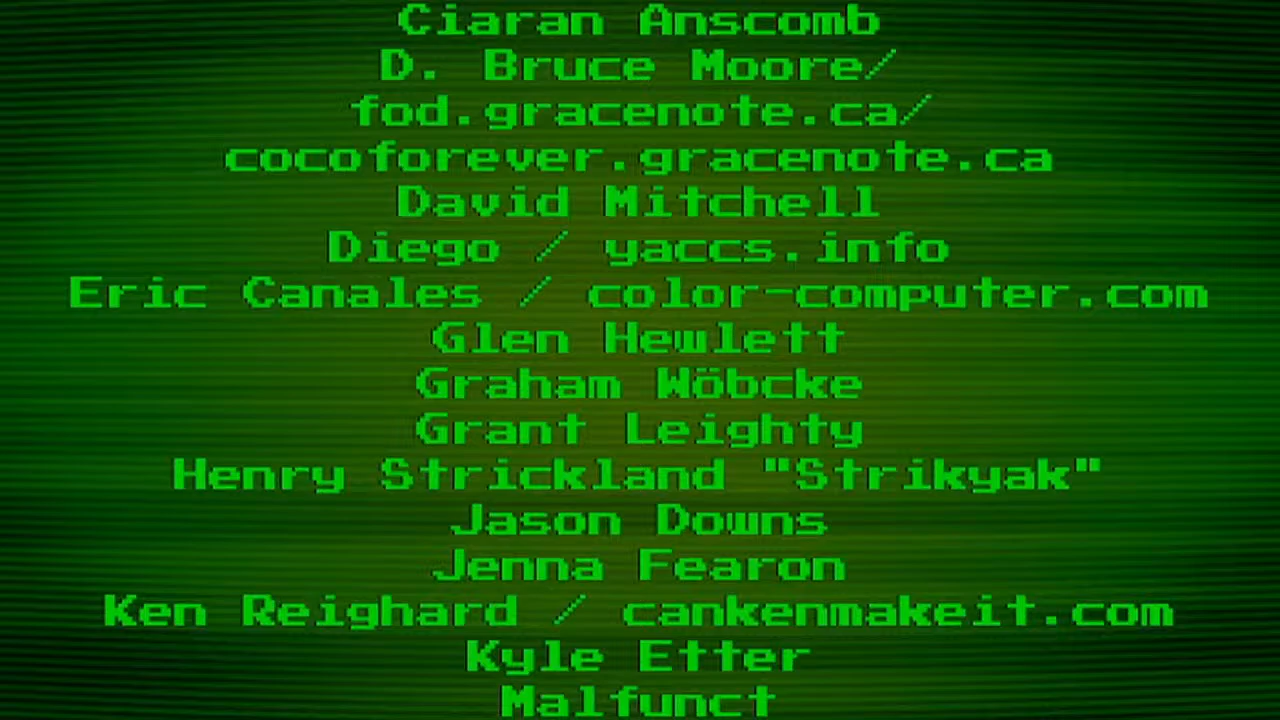 Ciaran Anscomb
D. Bruce Moore/
fod.gracenote.ca/
cocoforever.gracenote.ca
David Mitchell
Diego / yaccs.info
Eric Canales / color-computer.com
Glen Hewlett
Graham Wöbcke
Grant Leighty
Henry Strickland "Strikyak"
Jason Downs
Jenna Fearon
Ken Reighard / cankenmakeit.com
Kyle Etter
Malfunct